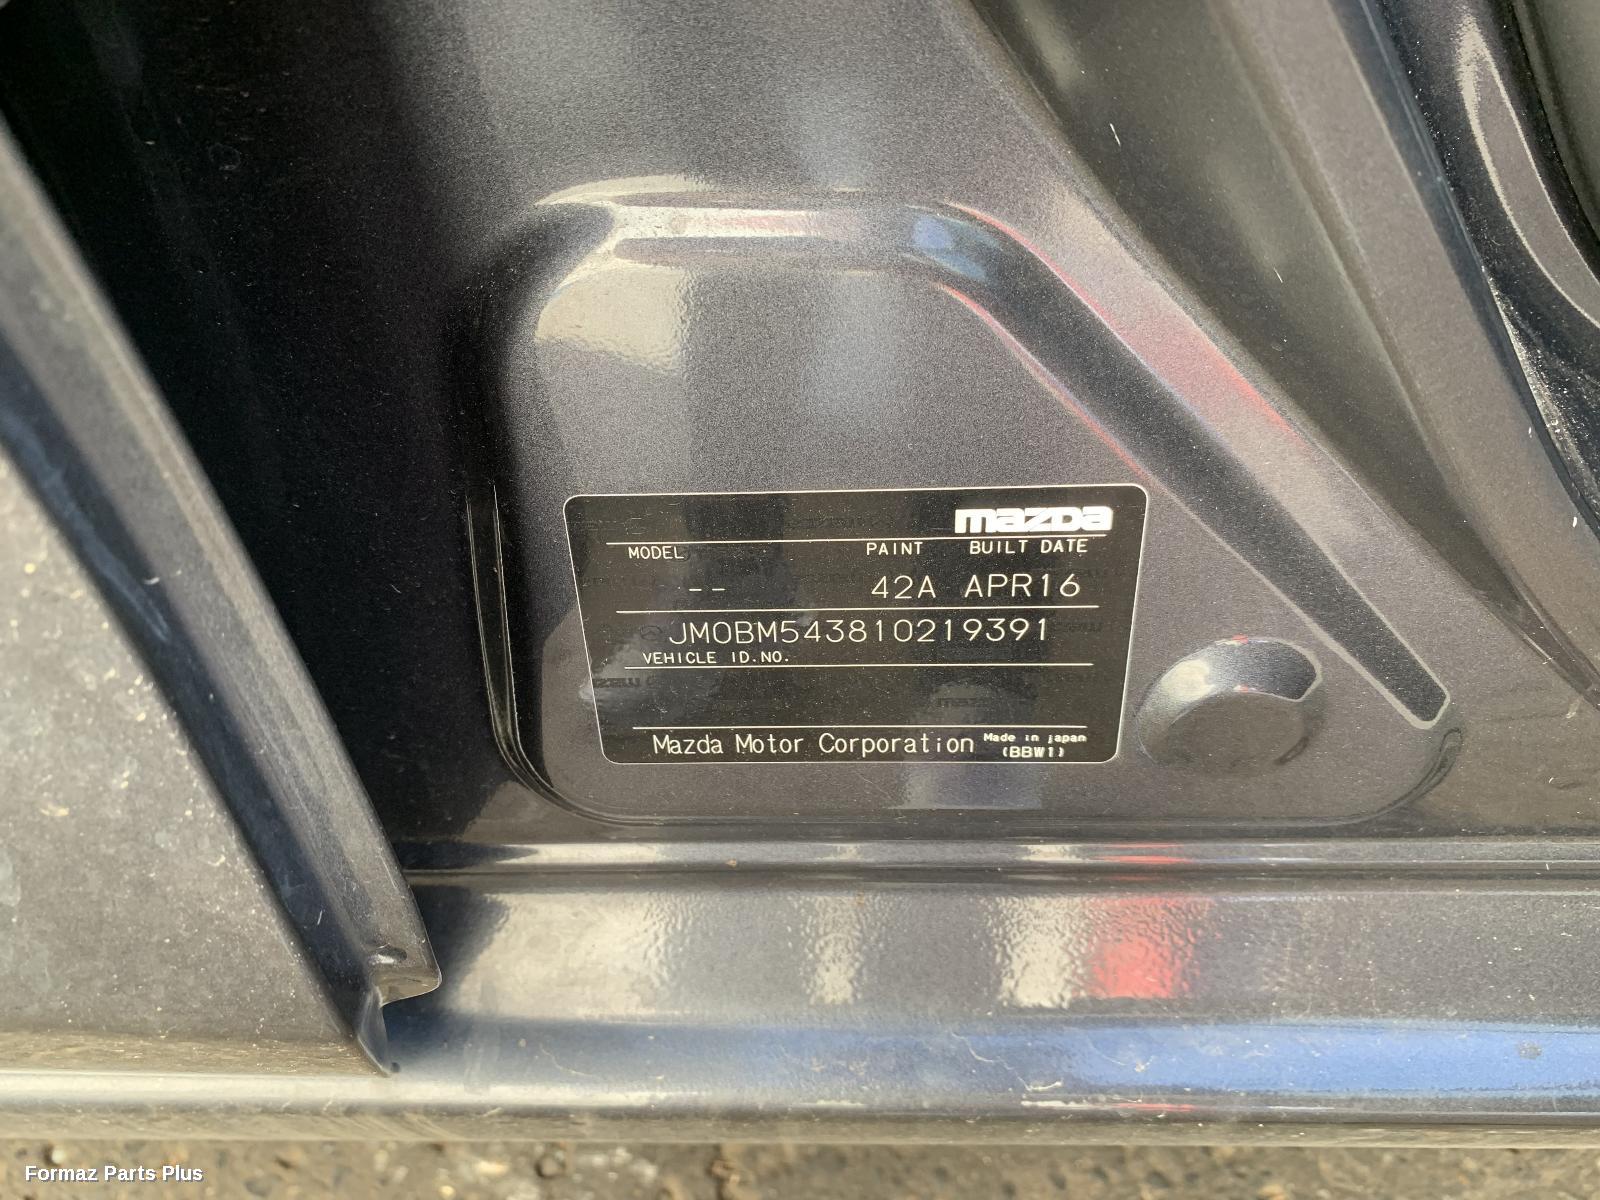 mazda
MODEL PAINT BUILT DATE
-- 42A APR16
JM0BM543810219391
VEHICLE ID.NO.
Mazda Motor Corporation Made in japan
(BBW1)
Formaz Parts Plus